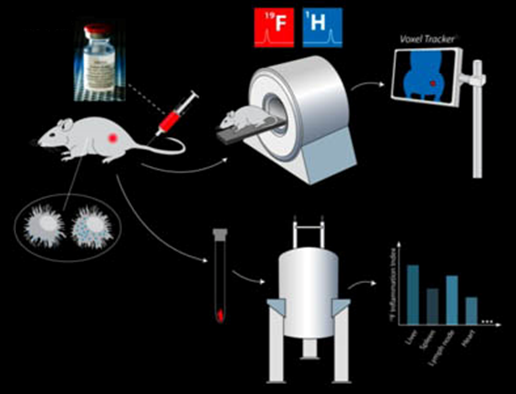 19F
1H
Voxel Tracker
19F Inflammation Index
Liver
Spleen
Lymph node
Heart
...